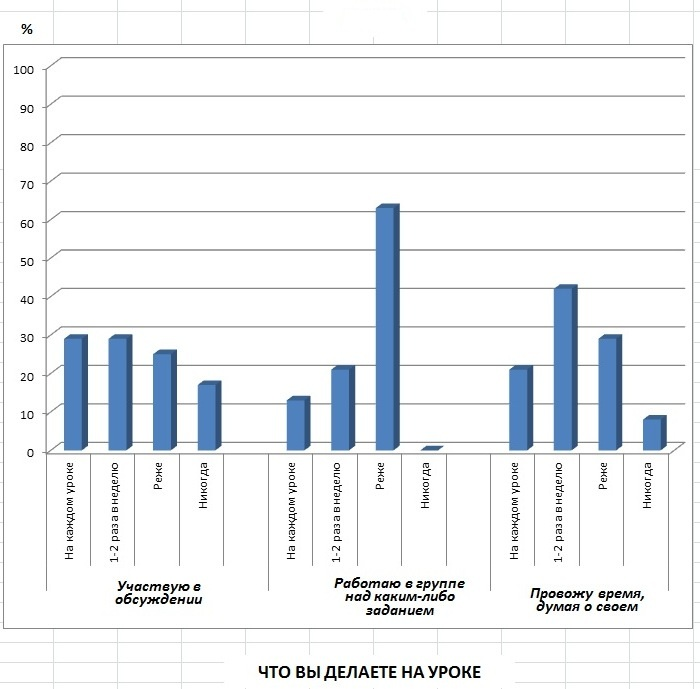 %
100
90
80
70
60
50
40
30
20
10
0
На каждом уроке
1-2 раза в неделю
Реже
Никогда
На каждом уроке
1-2 раза в неделю
Реже
Никогда
На каждом уроке
1-2 раза в неделю
Реже
Никогда
Участвую в
обсуждении
Работаю в группе
над каким-либо
заданием
Провожу время,
думая о своем
ЧТО ВЫ ДЕЛАЕТЕ НА УРОКЕ